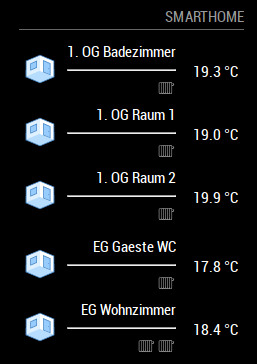 SMARTHOME
1. OG Badezimmer
19.3 °C
1. OG Raum 1
19.0 °C
1. OG Raum 2
19.9 °C
EG Gaeste WC
17.8 °C
EG Wohnzimmer
18.4 °C